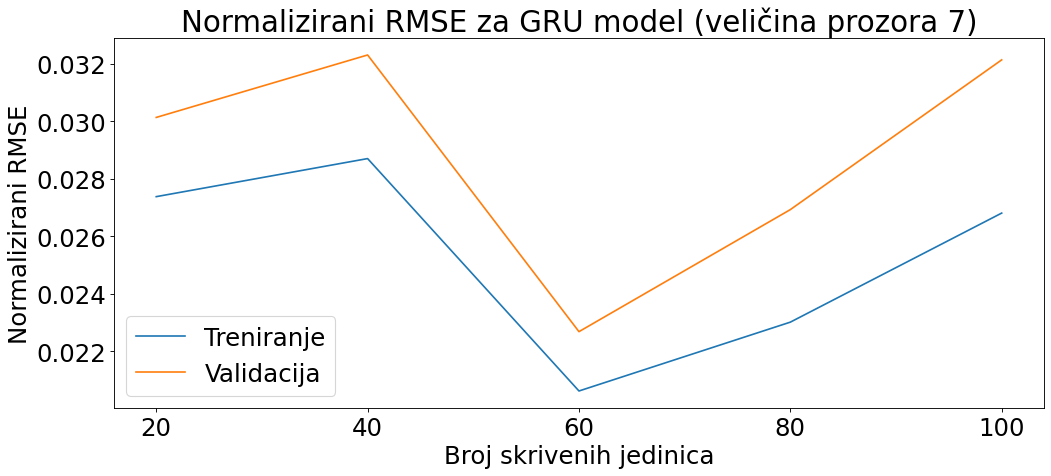 Normalizirani RMSE za GRU model (veličina prozora 7)
Normalizirani RMSE
0.032
0.030
0.028
0.026
0.024
0.022
Treniranje
Validacija
20 40 60 80 100
Broj skrivenih jedinica